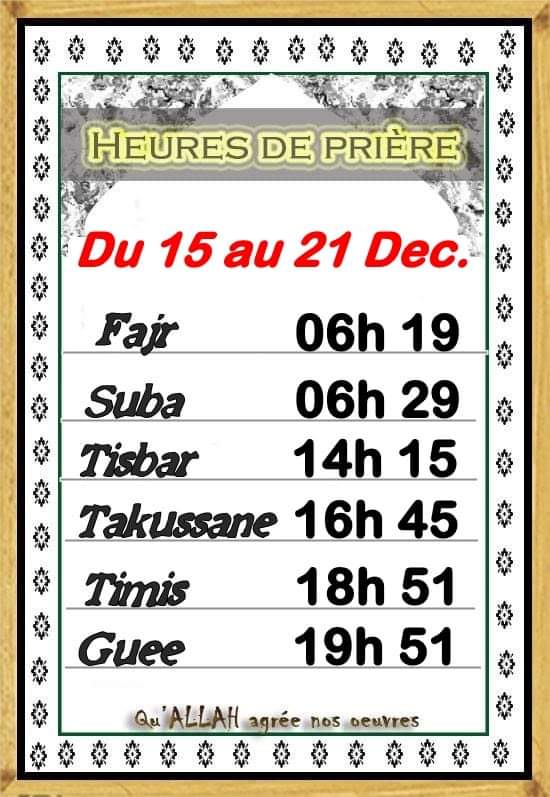 HEURES DE PRIÈRE
Du 15 au 21 Dec.
Fajr 06h 19
Suba 06h 29
Tisbar 14h 15
Takussane 16h 45
Timis 18h 51
Guee 19h 51
Qu'ALLAH agrée nos oeuvres